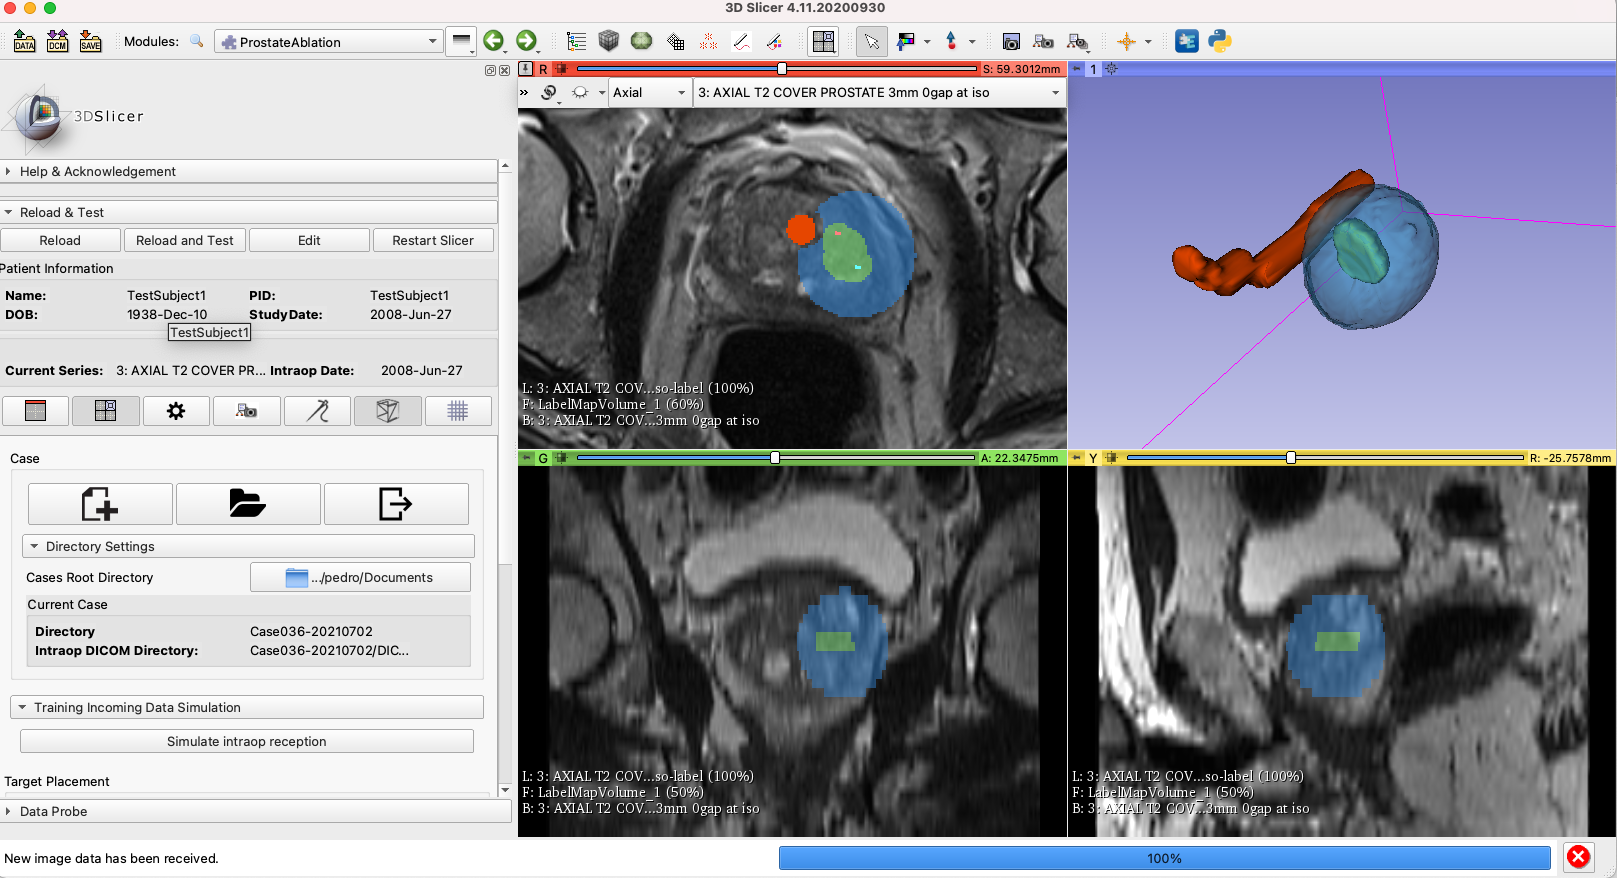 3D Slicer 4.11.20200930
DATA DCM SAVE Modules: ProstateAblation
3DSlicer
Help & Acknowledgement
Reload & Test
Reload Reload and Test Edit Restart Slicer
Patient Information
Name: TestSubject1 PID: TestSubject1
DOB: 1938-Dec-10 StudyDate: 2008-Jun-27
TestSubject1
Current Series: 3: AXIAL T2 COVER PR... Intraop Date: 2008-Jun-27
Case
Directory Settings
Cases Root Directory .../pedro/Documents
Current Case
Directory Case036-20210702
Intraop DICOM Directory: Case036-20210702/DIC...
Training Incoming Data Simulation
Simulate intraop reception
Target Placement
Data Probe
R S: 59.3012mm
» Axial 3: AXIAL T2 COVER PROSTATE 3mm 0gap at iso
L: 3: AXIAL T2 COV...so-label (100%)
F: LabelMapVolume_1 (60%)
B: 3: AXIAL T2 COV...3mm 0gap at iso
1
G A: 22.3475mm
L: 3: AXIAL T2 COV...so-label (100%)
F: LabelMapVolume_1 (50%)
B: 3: AXIAL T2 COV...3mm 0gap at iso
Y R: -25.7578mm
L: 3: AXIAL T2 COV...so-label (100%)
F: LabelMapVolume_1 (50%)
B: 3: AXIAL T2 COV...3mm 0gap at iso
New image data has been received. 100%